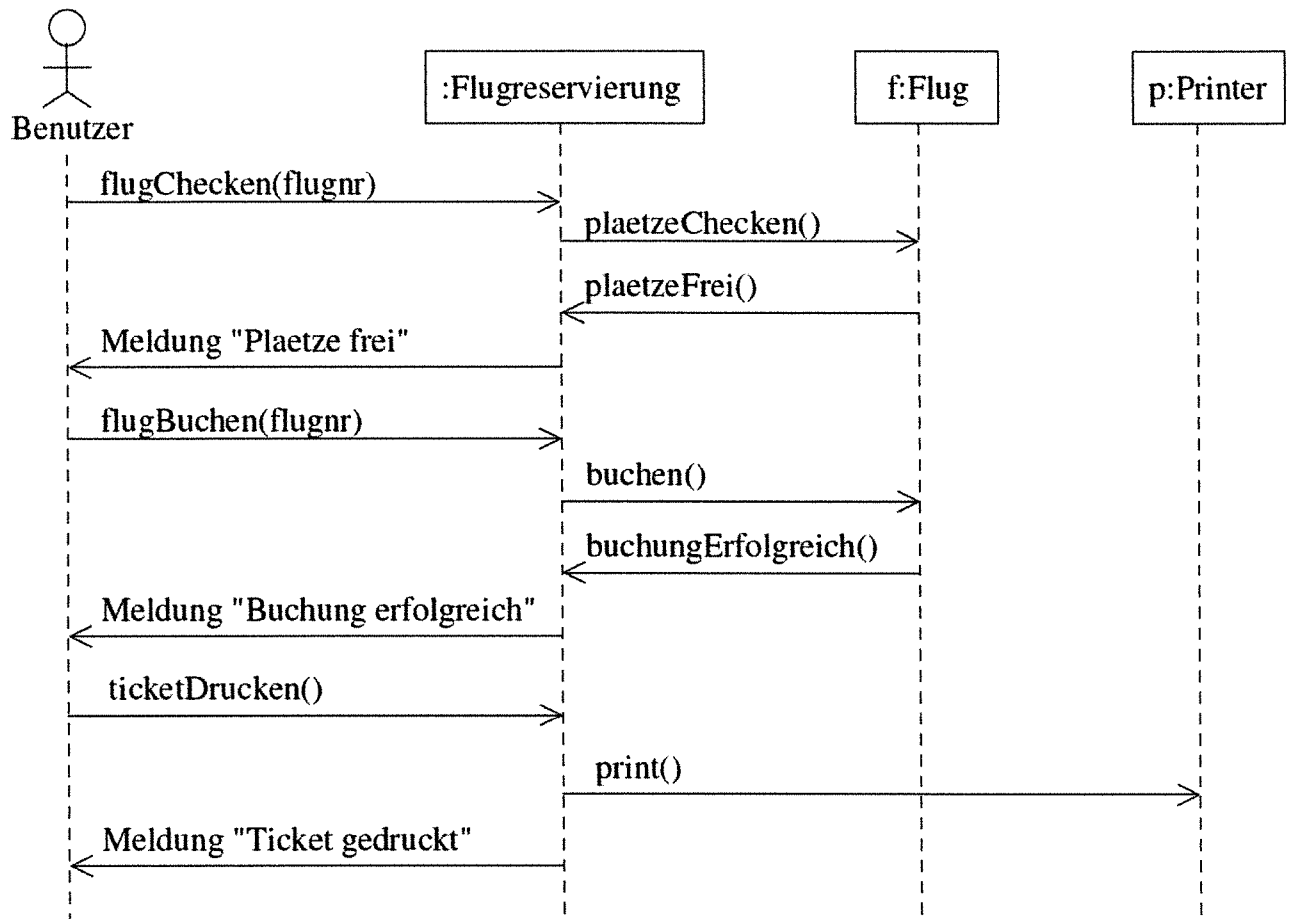 :Flugreservierung
f:Flug
p:Printer
Benutzer
flugChecken(flugnr)
plaetzeChecken()
plaetzeFrei()
Meldung "Plaetze frei"
flugBuchen(flugnr)
buchen()
buchungErfolgreich()
Meldung "Buchung erfolgreich"
ticketDrucken()
print()
Meldung "Ticket gedruckt"